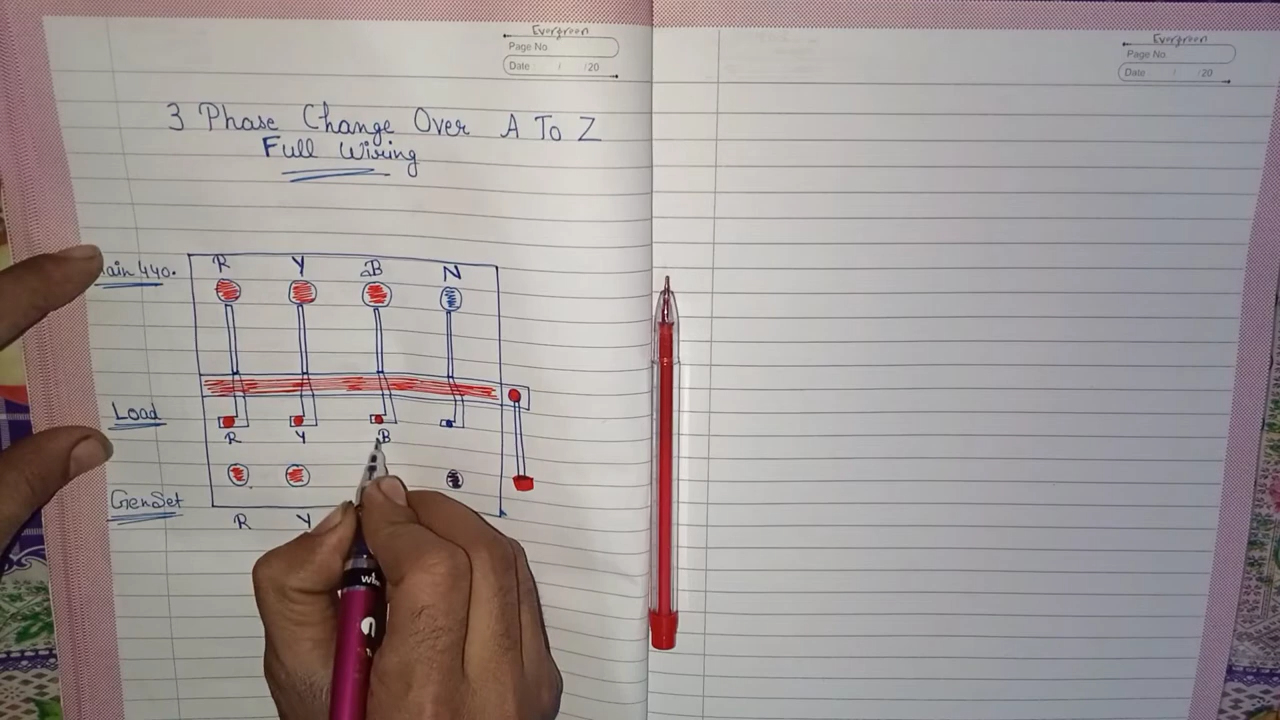 Evergreen
Page No
Date : / /20
Evergreen
Page No
Date / /20
3 Phase Change Over A To Z
Full Wiring
R Y B N
ain 440.
Load
R Y B
GenSet
R Y